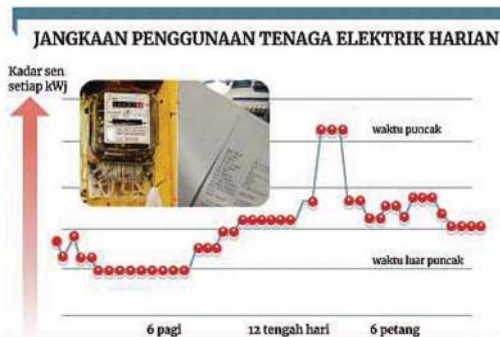 JANGKAAN PENGGUNAAN TENAGA ELEKTRIK HARIAN
Kadar sen
setiap kWj
waktu puncak
waktu luar puncak
6 pagi
12 tengah hari
6 petang